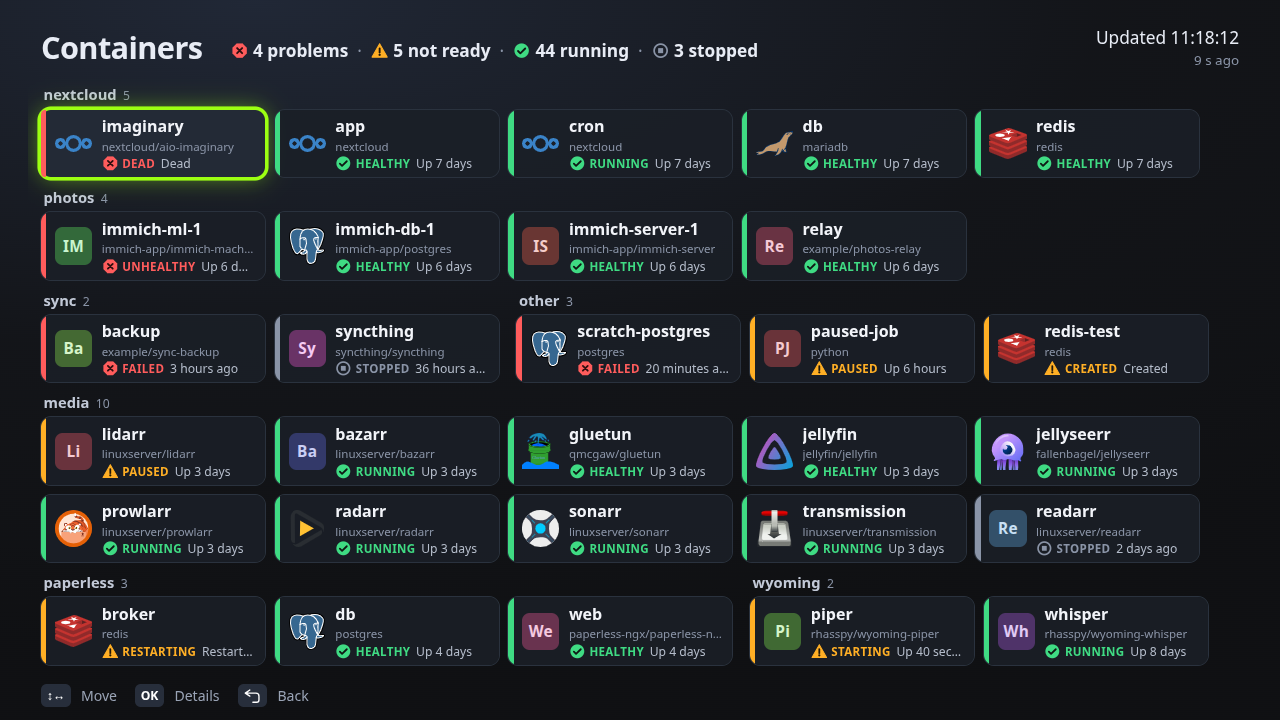 Containers 4 problems · 5 not ready · 44 running · 3 stopped
Updated 11:18:12
9 s ago
nextcloud 5
imaginary
nextcloud/aio-imaginary
DEAD Dead
app
nextcloud
HEALTHY Up 7 days
cron
nextcloud
RUNNING Up 7 days
db
mariadb
HEALTHY Up 7 days
redis
redis
HEALTHY Up 7 days
photos 4
IM
immich-ml-1
immich-app/immich-mach...
UNHEALTHY Up 6 d...
immich-db-1
immich-app/postgres
HEALTHY Up 6 days
IS
immich-server-1
immich-app/immich-server
HEALTHY Up 6 days
Re
relay
example/photos-relay
HEALTHY Up 6 days
sync 2
Ba
backup
example/sync-backup
FAILED 3 hours ago
Sy
syncthing
syncthing/syncthing
STOPPED 36 hours a...
other 3
scratch-postgres
postgres
FAILED 20 minutes a...
PJ
paused-job
python
PAUSED Up 6 hours
redis-test
redis
CREATED Created
media 10
Li
lidarr
linuxserver/lidarr
PAUSED Up 3 days
Ba
bazarr
linuxserver/bazarr
RUNNING Up 3 days
gluetun
qmcgaw/gluetun
HEALTHY Up 3 days
jellyfin
jellyfin/jellyfin
HEALTHY Up 3 days
jellyseerr
fallenbagel/jellyseerr
RUNNING Up 3 days
prowlarr
linuxserver/prowlarr
RUNNING Up 3 days
radarr
linuxserver/radarr
RUNNING Up 3 days
sonarr
linuxserver/sonarr
RUNNING Up 3 days
transmission
linuxserver/transmission
RUNNING Up 3 days
Re
readarr
linuxserver/readarr
STOPPED 2 days ago
paperless 3
broker
redis
RESTARTING Restart...
db
postgres
HEALTHY Up 4 days
We
web
paperless-ngx/paperless-n...
HEALTHY Up 4 days
wyoming 2
Pi
piper
rhasspy/wyoming-piper
STARTING Up 40 sec...
Wh
whisper
rhasspy/wyoming-whisper
RUNNING Up 8 days
Move OK Details Back